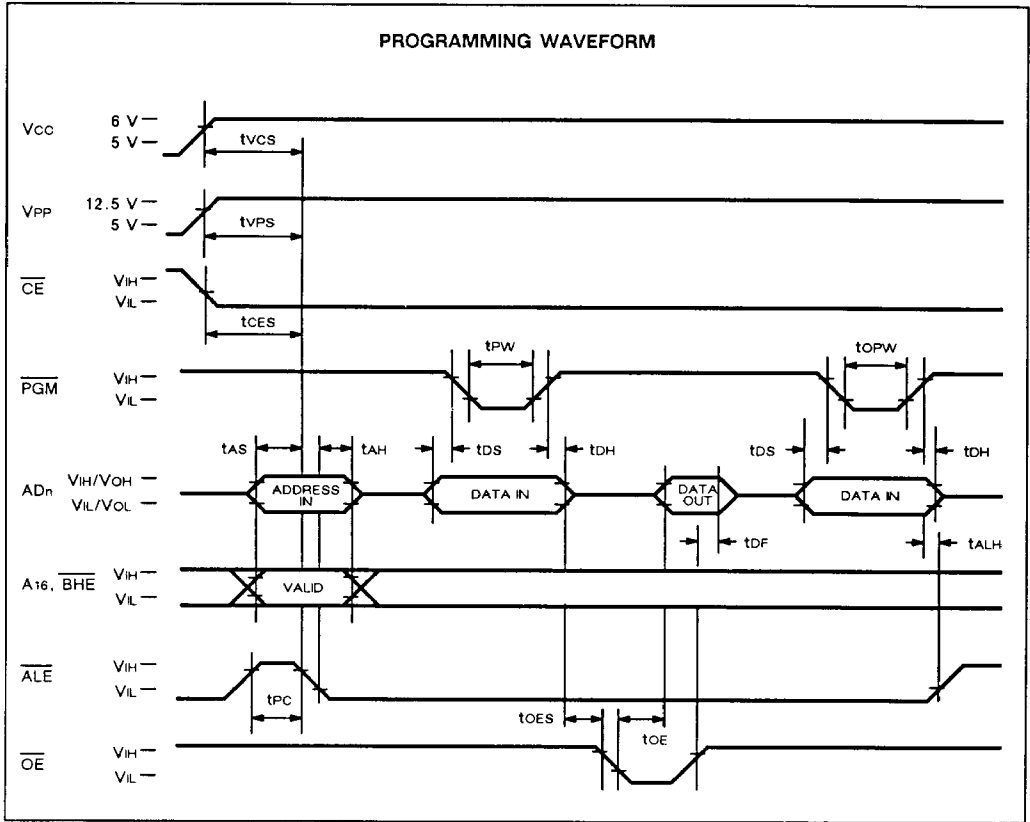 PROGRAMMING WAVEFORM
VCC 6 V
5 V
tVCS
VPP 12.5 V
5 V
tVPS
CE VIH
VIL
tCES
tPW tOPW
PGM VIH
VIL
tAS tAH tDS tDH tDS tDH
ADn VIH/VOH
VIL/VOL
ADDRESS IN
DATA IN
DATA OUT
DATA IN
tDF tALH
A16, BHE VIH
VIL
VALID
ALE VIH
VIL
tPC tOES tOE
OE VIH
VIL